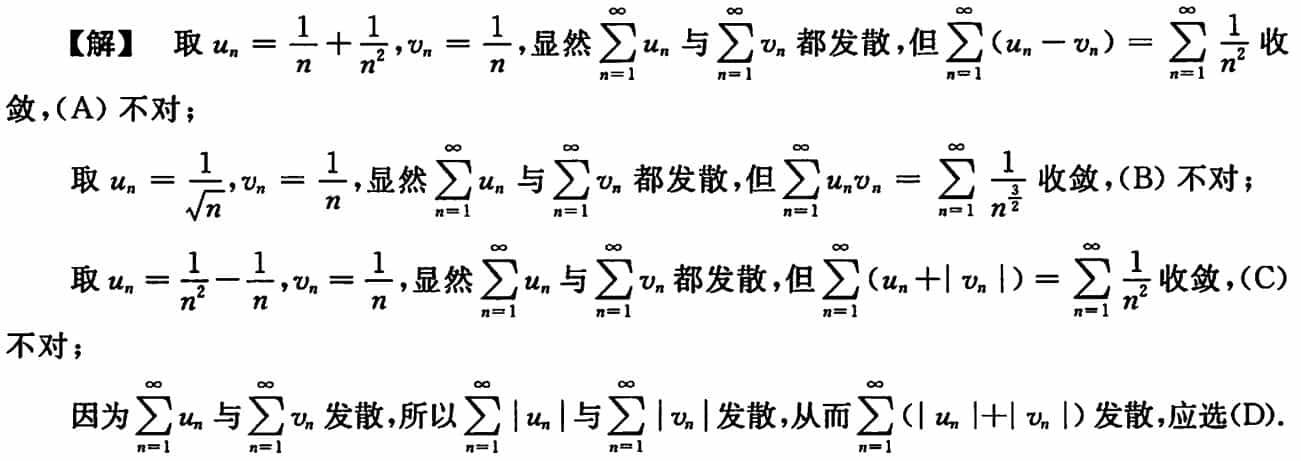 【解】 取 $u_n = \frac{1}{n} + \frac{1}{n^2}, v_n = \frac{1}{n}$,显然 $\sum_{n=1}^{\infty} u_n$ 与 $\sum_{n=1}^{\infty} v_n$ 都发散,但 $\sum_{n=1}^{\infty} (u_n - v_n) = \sum_{n=1}^{\infty} \frac{1}{n^2}$ 收
敛,(A) 不对;
取 $u_n = \frac{1}{\sqrt{n}}, v_n = \frac{1}{n}$,显然 $\sum_{n=1}^{\infty} u_n$ 与 $\sum_{n=1}^{\infty} v_n$ 都发散,但 $\sum_{n=1}^{\infty} u_n v_n = \sum_{n=1}^{\infty} \frac{1}{n^{\frac{3}{2}}}$ 收敛,(B) 不对;
取 $u_n = \frac{1}{n^2} - \frac{1}{n}, v_n = \frac{1}{n}$,显然 $\sum_{n=1}^{\infty} u_n$ 与 $\sum_{n=1}^{\infty} v_n$ 都发散,但 $\sum_{n=1}^{\infty} (u_n + | v_n |) = \sum_{n=1}^{\infty} \frac{1}{n^2}$ 收敛,(C)
不对;
因为 $\sum_{n=1}^{\infty} u_n$ 与 $\sum_{n=1}^{\infty} v_n$ 发散,所以 $\sum_{n=1}^{\infty} | u_n |$ 与 $\sum_{n=1}^{\infty} | v_n |$ 发散,从而 $\sum_{n=1}^{\infty} (| u_n | + | v_n |)$ 发散,应选(D).